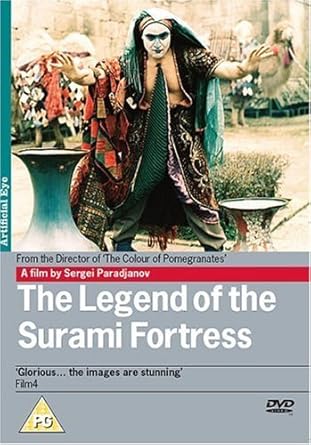 Artificial Eye
From the Director of 'The Colour of Pomegranates'
A film by Sergei Paradjanov
The Legend of the
Surami Fortress
'Glorious... the images are stunning'
Film4
PG
DVD
VIDEO